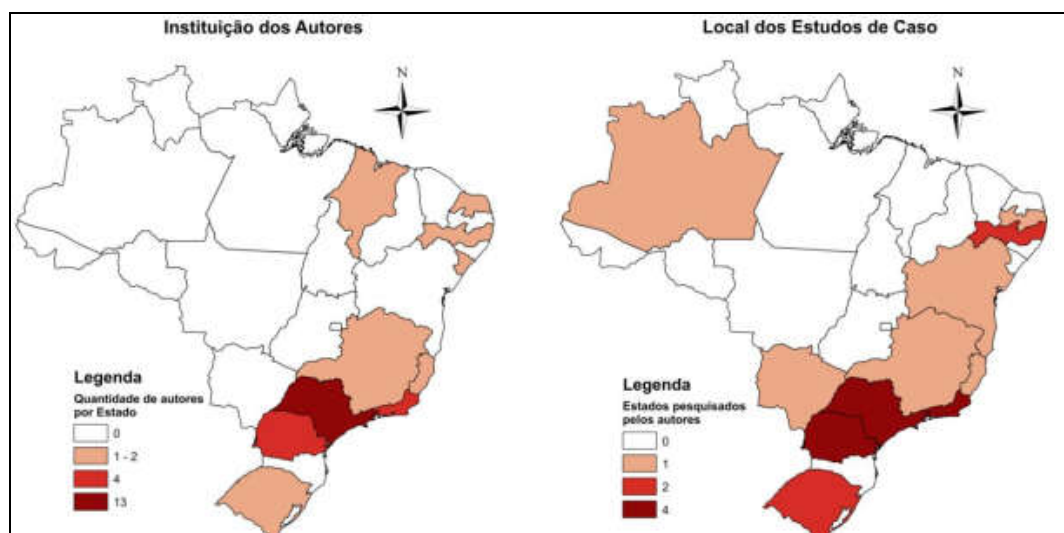 Instituição dos Autores
N
Legenda
Quantidade de autores
por Estado
0
1 - 2
4
13
Local dos Estudos de Caso
N
Legenda
Estados pesquisados
pelos autores
0
1
2
4